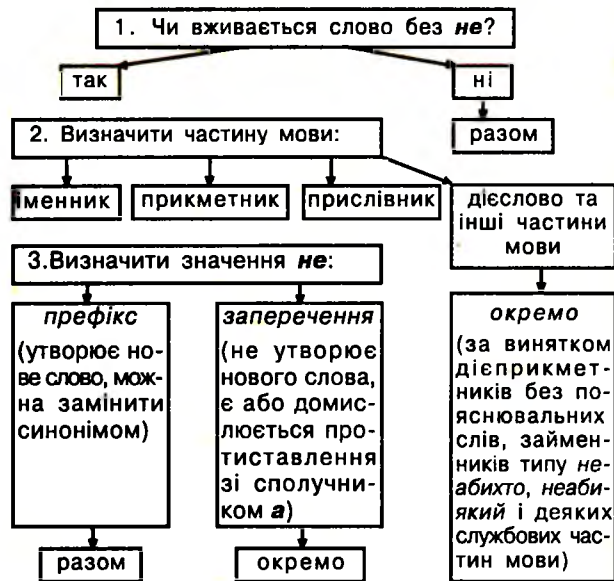 1. Чи вживається слово без не?
так
ні
разом
2. Визначити частину мови:
іменник
прикметник
прислівник
дієслово та
інші частини
мови
3.Визначити значення не:
префікс
(утворює но-
ве слово, мож-
на замінити
синонімом)
разом
заперечення
(не утворює
нового слова,
є або домис-
люється про-
тиставлення
зі сполучни-
ком а)
окремо
окремо
(за винятком
дієприкмет-
ників без по-
яснювальних
слів, займен-
ників типу не-
абихто, неаби-
який і деяких
службових час-
тин мови)